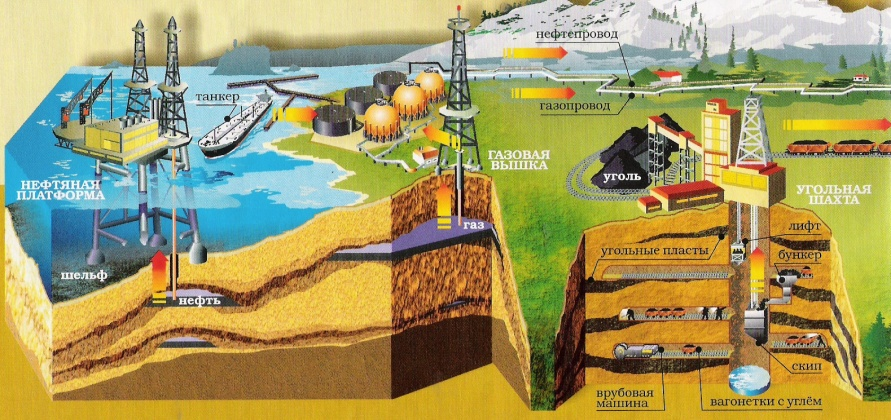 нефтепровод
танкер
газопровод
ГАЗОВАЯ
ВЫШКА
уголь
НЕФТЯНАЯ
ПЛАТФОРМА
УГОЛЬНАЯ
ШАХТА
газ
лифт
угольные пласты
бункер
шельф
нефть
скип
врубовая
машина
вагонетки с углём